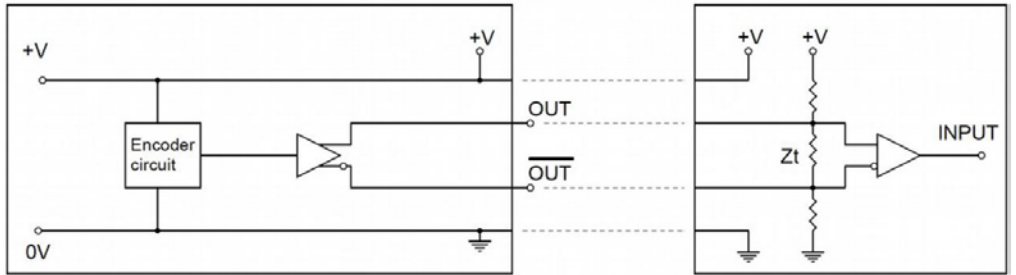 +V
+V
+V
+V
OUT
Encoder
circuit
INPUT
Zt
OUT
0V